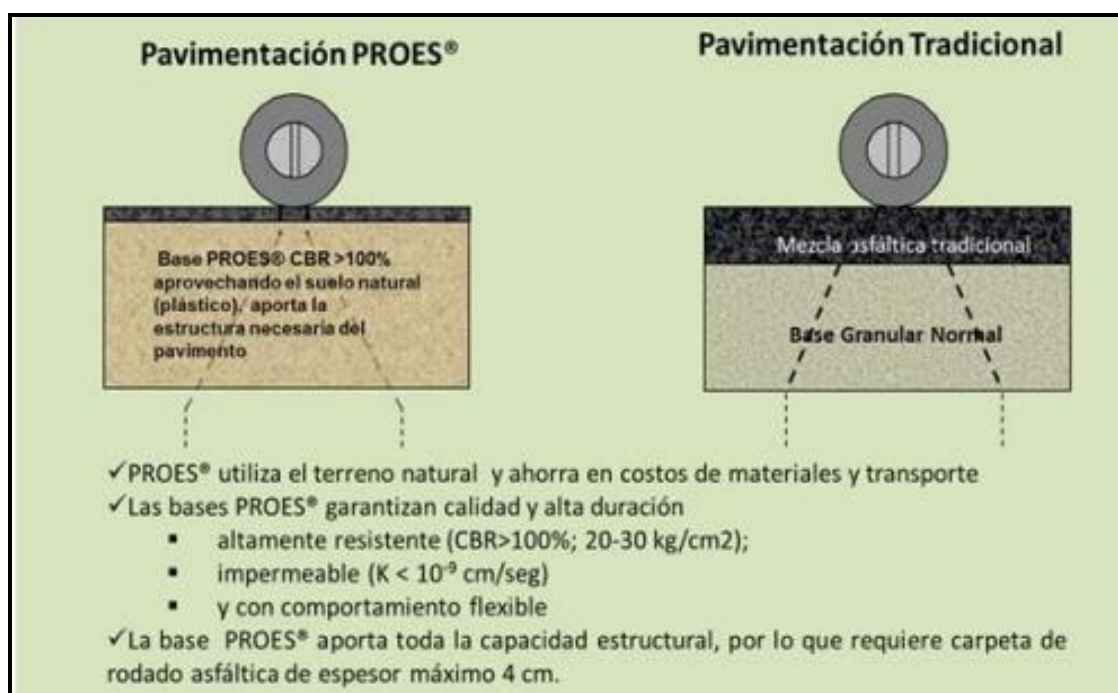 Pavimentación PROES®
Pavimentación Tradicional
Base PROES® CBR >100%
aprovechando el suelo natural
(plástico), aporta la
estructura necesaria del
pavimento
Mezcla asfáltica tradicional
Base Granular Normal
✓PROES® utiliza el terreno natural y ahorra en costos de materiales y transporte
✓Las bases PROES® garantizan calidad y alta duración
▪ altamente resistente (CBR>100%; 20-30 kg/cm2);
▪ impermeable (K < 10⁻⁹ cm/seg)
▪ y con comportamiento flexible
✓La base PROES® aporta toda la capacidad estructural, por lo que requiere carpeta de
rodado asfáltica de espesor máximo 4 cm.